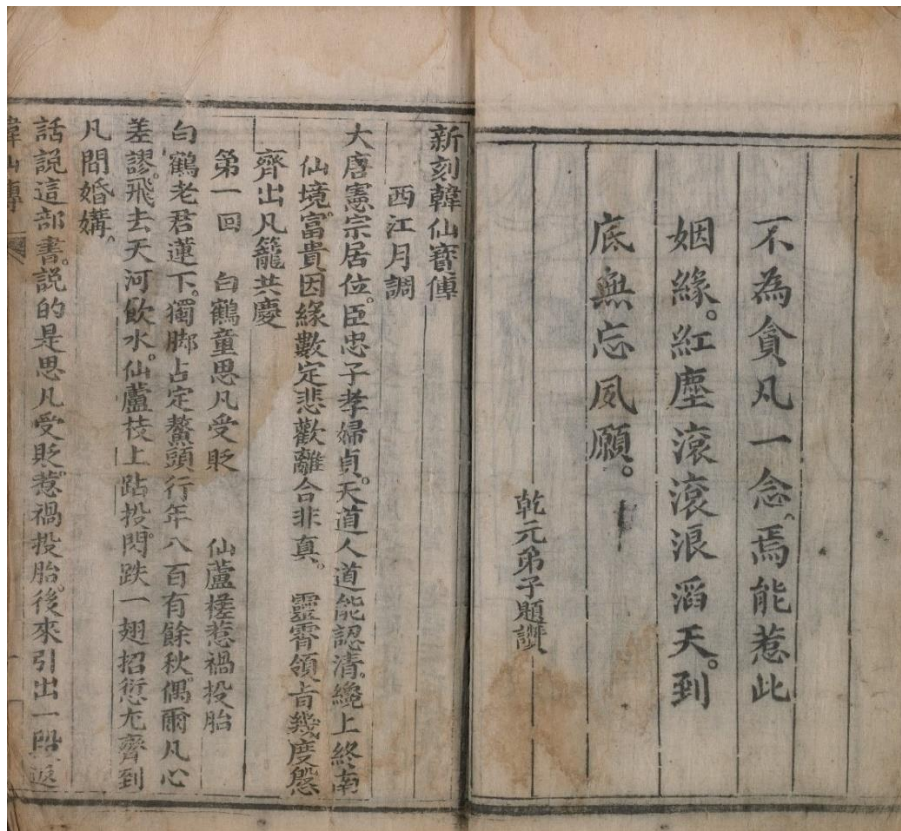 不為貪凡一念。焉能惹此
姻緣。紅塵滾滾浪滔天。到
底無忘夙願。
乾元弟子題讚
新刻韓仙寶傳
西江月調
大唐憲宗居位。臣忠子孝婦貞。天道人道能認清。纔上終南
仙境。富貴因緣數定悲歡離合非真。靈霄領旨幾度慇
齊出凡籠共慶
第一回 白鶴童思凡受貶 仙蘆槎惹禍投胎
白鶴老君蓮下。獨脚占定鰲頭行年八百有餘秋。偶爾凡心
差謬。飛去天河飲水。仙蘆枝上跕投閃。跌一翅招愆尤齊到
凡間婚媾。
話說這部書。說的是思凡受貶。惹禍投胎。後來引出一段返
韓仙傳